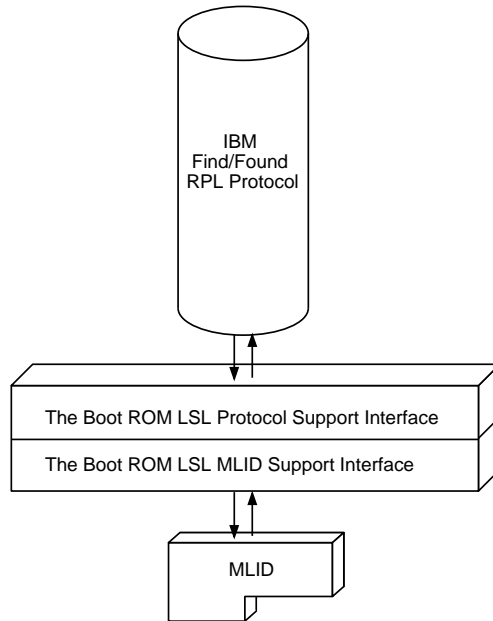 IBM
Find/Found
RPL Protocol
The Boot ROM LSL Protocol Support Interface
The Boot ROM LSL MLID Support Interface
MLID